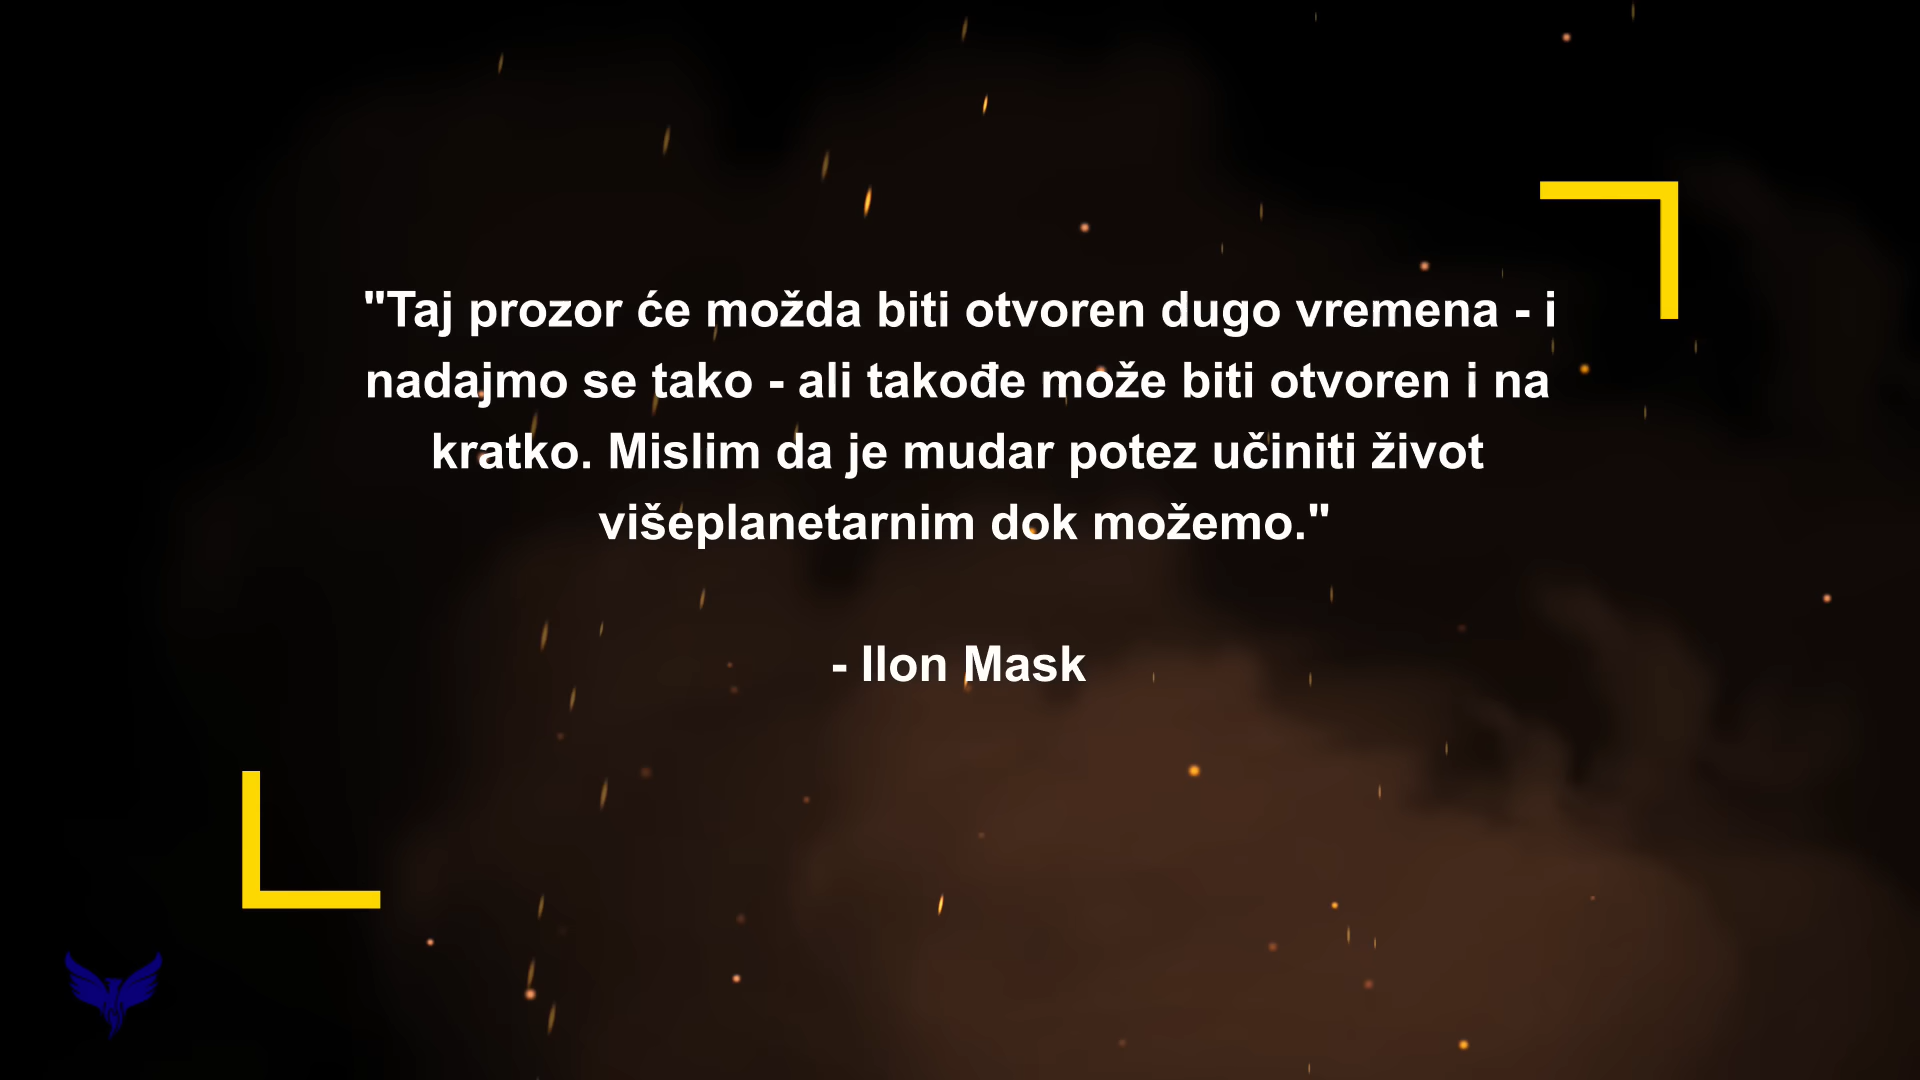 "Taj prozor će možda biti otvoren dugo vremena - i
nadajmo se tako - ali takođe može biti otvoren i na
kratko. Mislim da je mudar potez učiniti život
višeplanetarnim dok možemo."
- Ilon Mask